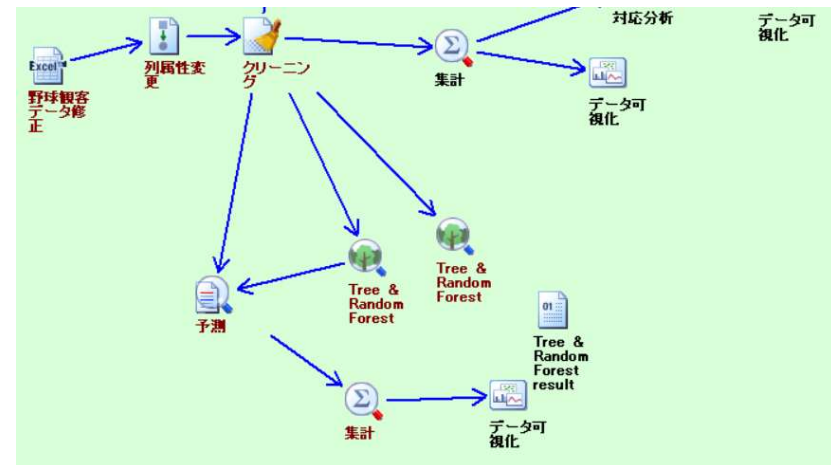 対応分析
データ可
視化
Excel
列属性変
更
クリーニン
グ
集計
野球観客
データ修
正
データ可
視化
Tree &
Random
Forest
Tree &
Random
Forest
01
予測
Tree &
Random
Forest
result
集計
データ可
視化